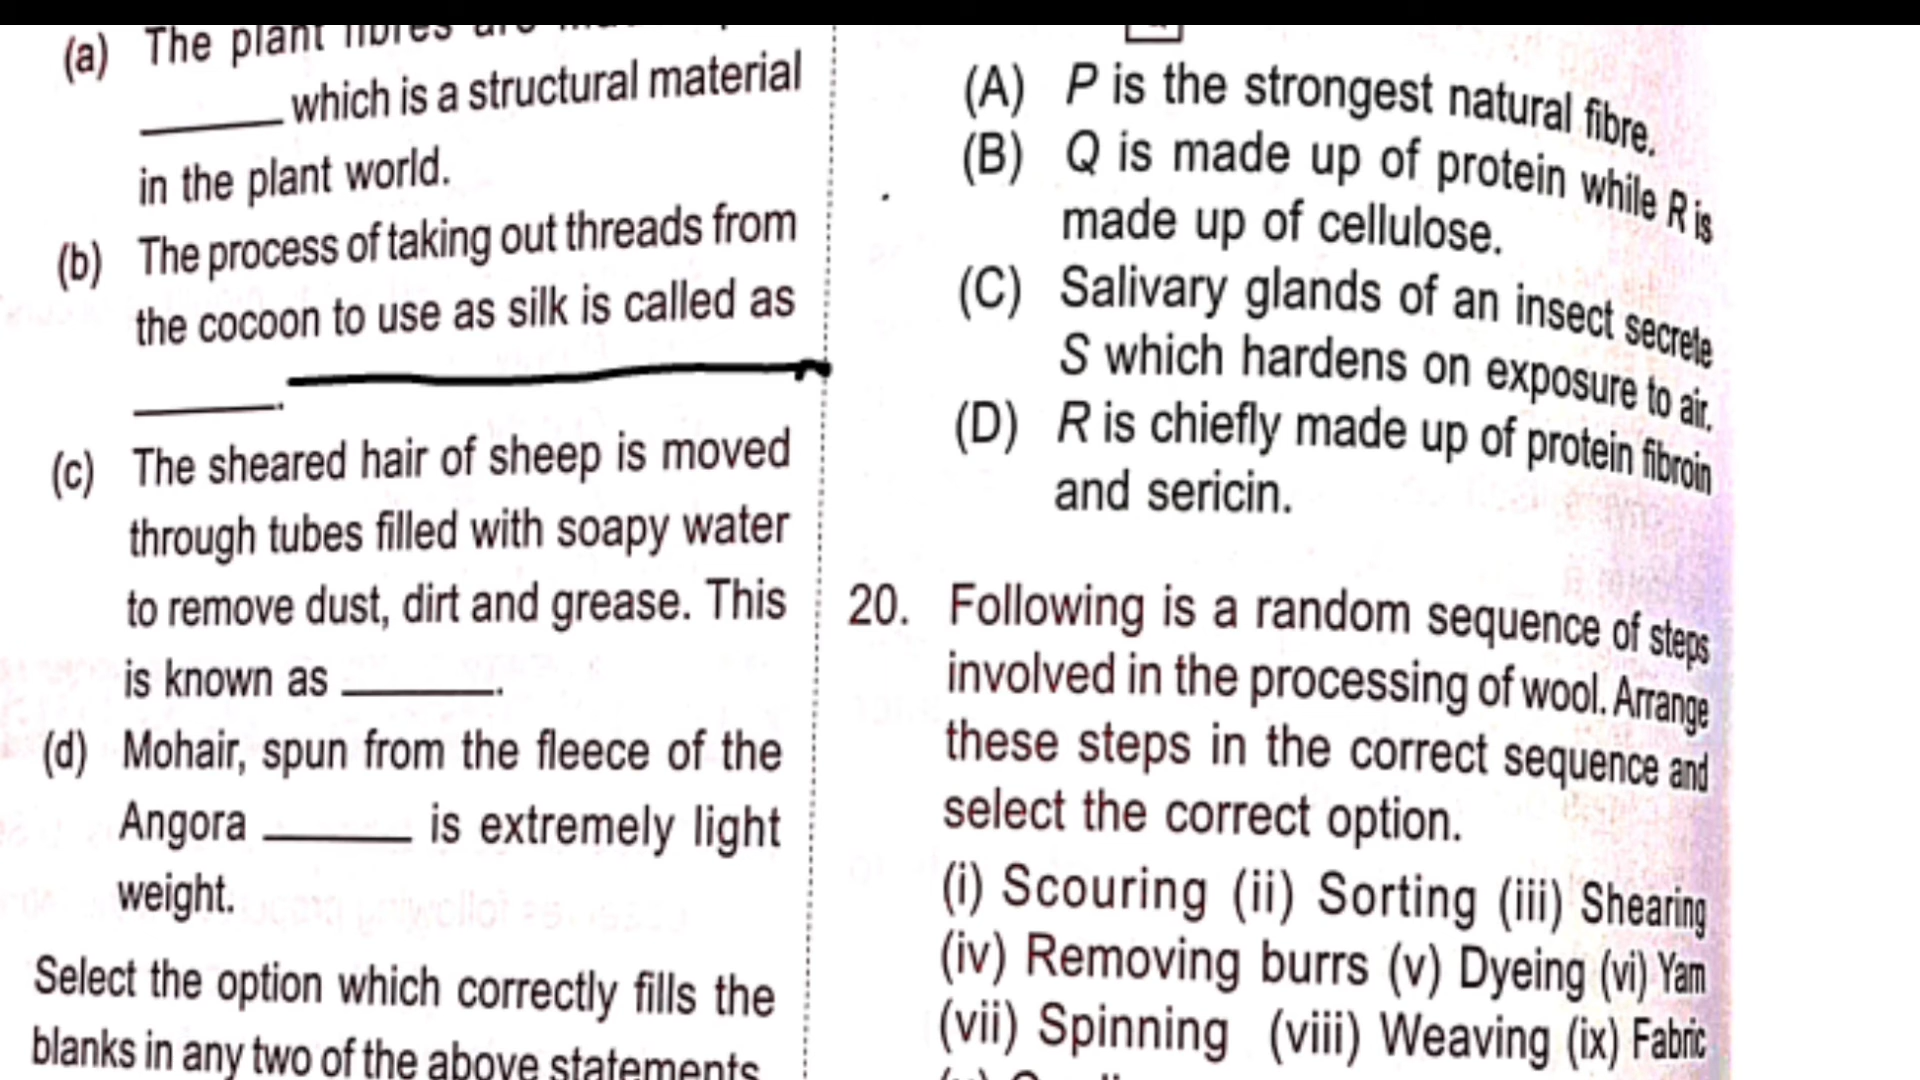 (a) The plant fibres are
______ which is a structural material
in the plant world.
(b) The process of taking out threads from
the cocoon to use as silk is called as
______.
(c) The sheared hair of sheep is moved
through tubes filled with soapy water
to remove dust, dirt and grease. This
is known as ______.
(d) Mohair, spun from the fleece of the
Angora ______ is extremely light
weight.
Select the option which correctly fills the
blanks in any two of the above statements
(A) P is the strongest natural fibre.
(B) Q is made up of protein while R is
made up of cellulose.
(C) Salivary glands of an insect secrete
S which hardens on exposure to air.
(D) R is chiefly made up of protein fibroin
and sericin.
20. Following is a random sequence of steps
involved in the processing of wool. Arrange
these steps in the correct sequence and
select the correct option.
(i) Scouring (ii) Sorting (iii) Shearing
(iv) Removing burrs (v) Dyeing (vi) Yarn
(vii) Spinning (viii) Weaving (ix) Fabric